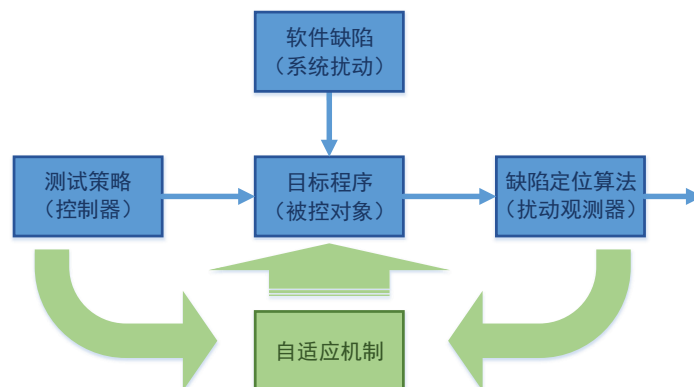 软件缺陷
（系统扰动）
测试策略
（控制器）
目标程序
（被控对象）
缺陷定位算法
（扰动观测器）
自适应机制